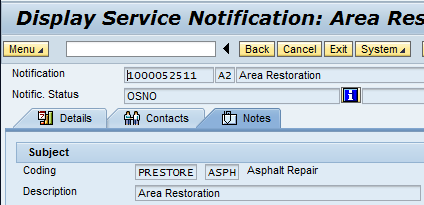 Display Service Notification: Area Res
Menu Back Cancel Exit System
Notification 1000052511 A2 Area Restoration
Notific. Status OSNO
Details Contacts Notes
Subject
Coding PRESTORE ASPH Asphalt Repair
Description Area Restoration